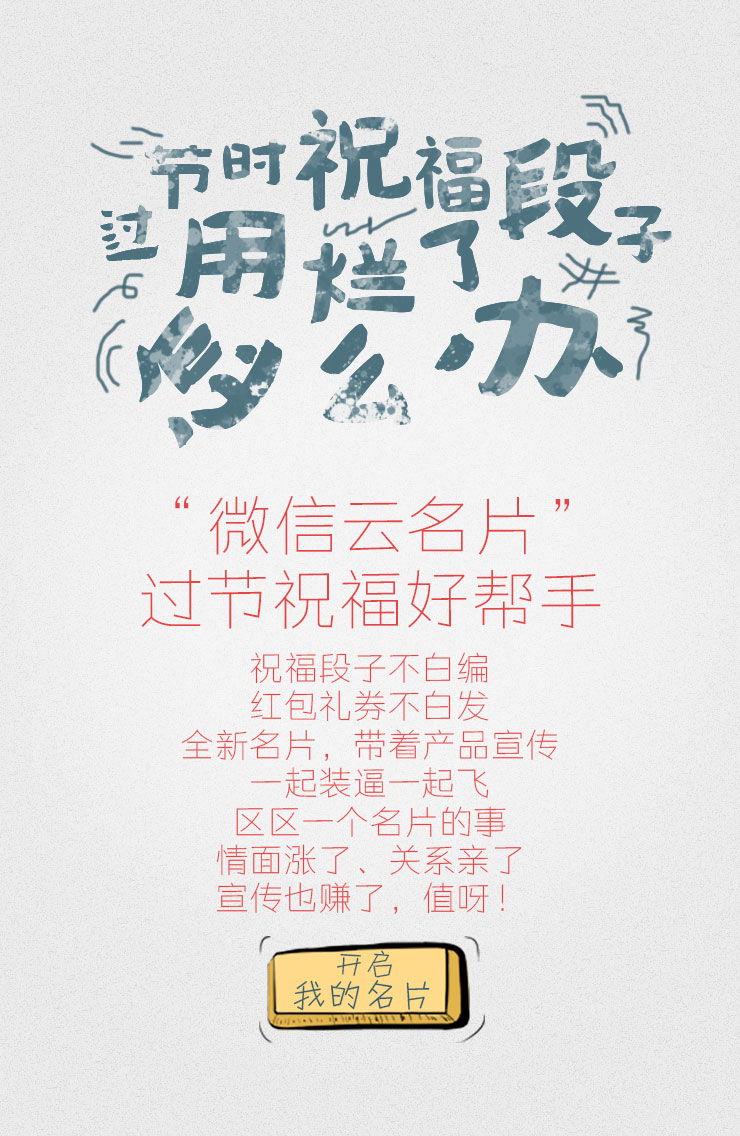 过节时祝福段子
用烂了
多么办
“微信云名片”
过节祝福好帮手
祝福段子不白编
红包礼券不白发
全新名片，带着产品宣传
一起装逼一起飞
区区一个名片的事
情面涨了、关系亲了
宣传也赚了，值呀！
开启
我的名片